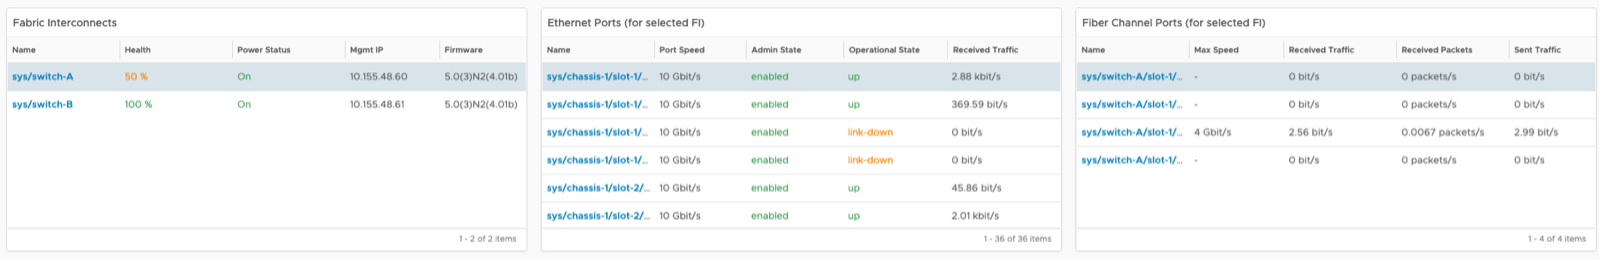 Fabric Interconnects
Name Health Power Status Mgmt IP Firmware
sys/switch-A 50 % On 10.155.48.60 5.0(3)N2(4.01b)
sys/switch-B 100 % On 10.155.48.61 5.0(3)N2(4.01b)
1 - 2 of 2 items
Ethernet Ports (for selected FI)
Name Port Speed Admin State Operational State Received Traffic
sys/chassis-1/slot-1/... 10 Gbit/s enabled up 2.88 kbit/s
sys/chassis-1/slot-1/... 10 Gbit/s enabled up 369.59 bit/s
sys/chassis-1/slot-1/... 10 Gbit/s enabled link-down 0 bit/s
sys/chassis-1/slot-1/... 10 Gbit/s enabled link-down 0 bit/s
sys/chassis-1/slot-2/... 10 Gbit/s enabled up 45.86 bit/s
sys/chassis-1/slot-2/... 10 Gbit/s enabled up 2.01 kbit/s
1 - 36 of 36 items
Fiber Channel Ports (for selected FI)
Name Max Speed Received Traffic Received Packets Sent Traffic
sys/switch-A/slot-1/... - 0 bit/s 0 packets/s 0 bit/s
sys/switch-A/slot-1/... - 0 bit/s 0 packets/s 0 bit/s
sys/switch-A/slot-1/... 4 Gbit/s 2.56 bit/s 0.0067 packets/s 2.99 bit/s
sys/switch-A/slot-1/... - 0 bit/s 0 packets/s 0 bit/s
1 - 4 of 4 items